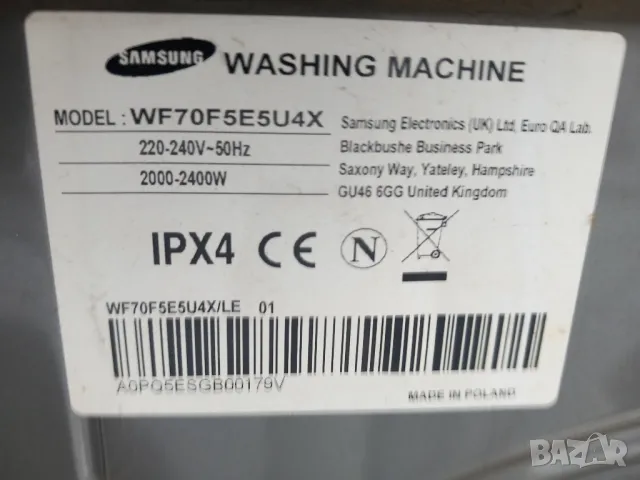 SAMSUNG WASHING MACHINE
MODEL : WF70F5E5U4X
220-240V~50Hz
2000-2400W
Samsung Electronics (UK) Ltd, Euro QA Lab.
Blackbushe Business Park
Saxony Way, Yateley, Hampshire
GU46 6GG United Kingdom
IPX4 CE N
WF70F5E5U4X/LE 01
A0PQ5ESGB00179V
MADE IN POLAND
BAZAR